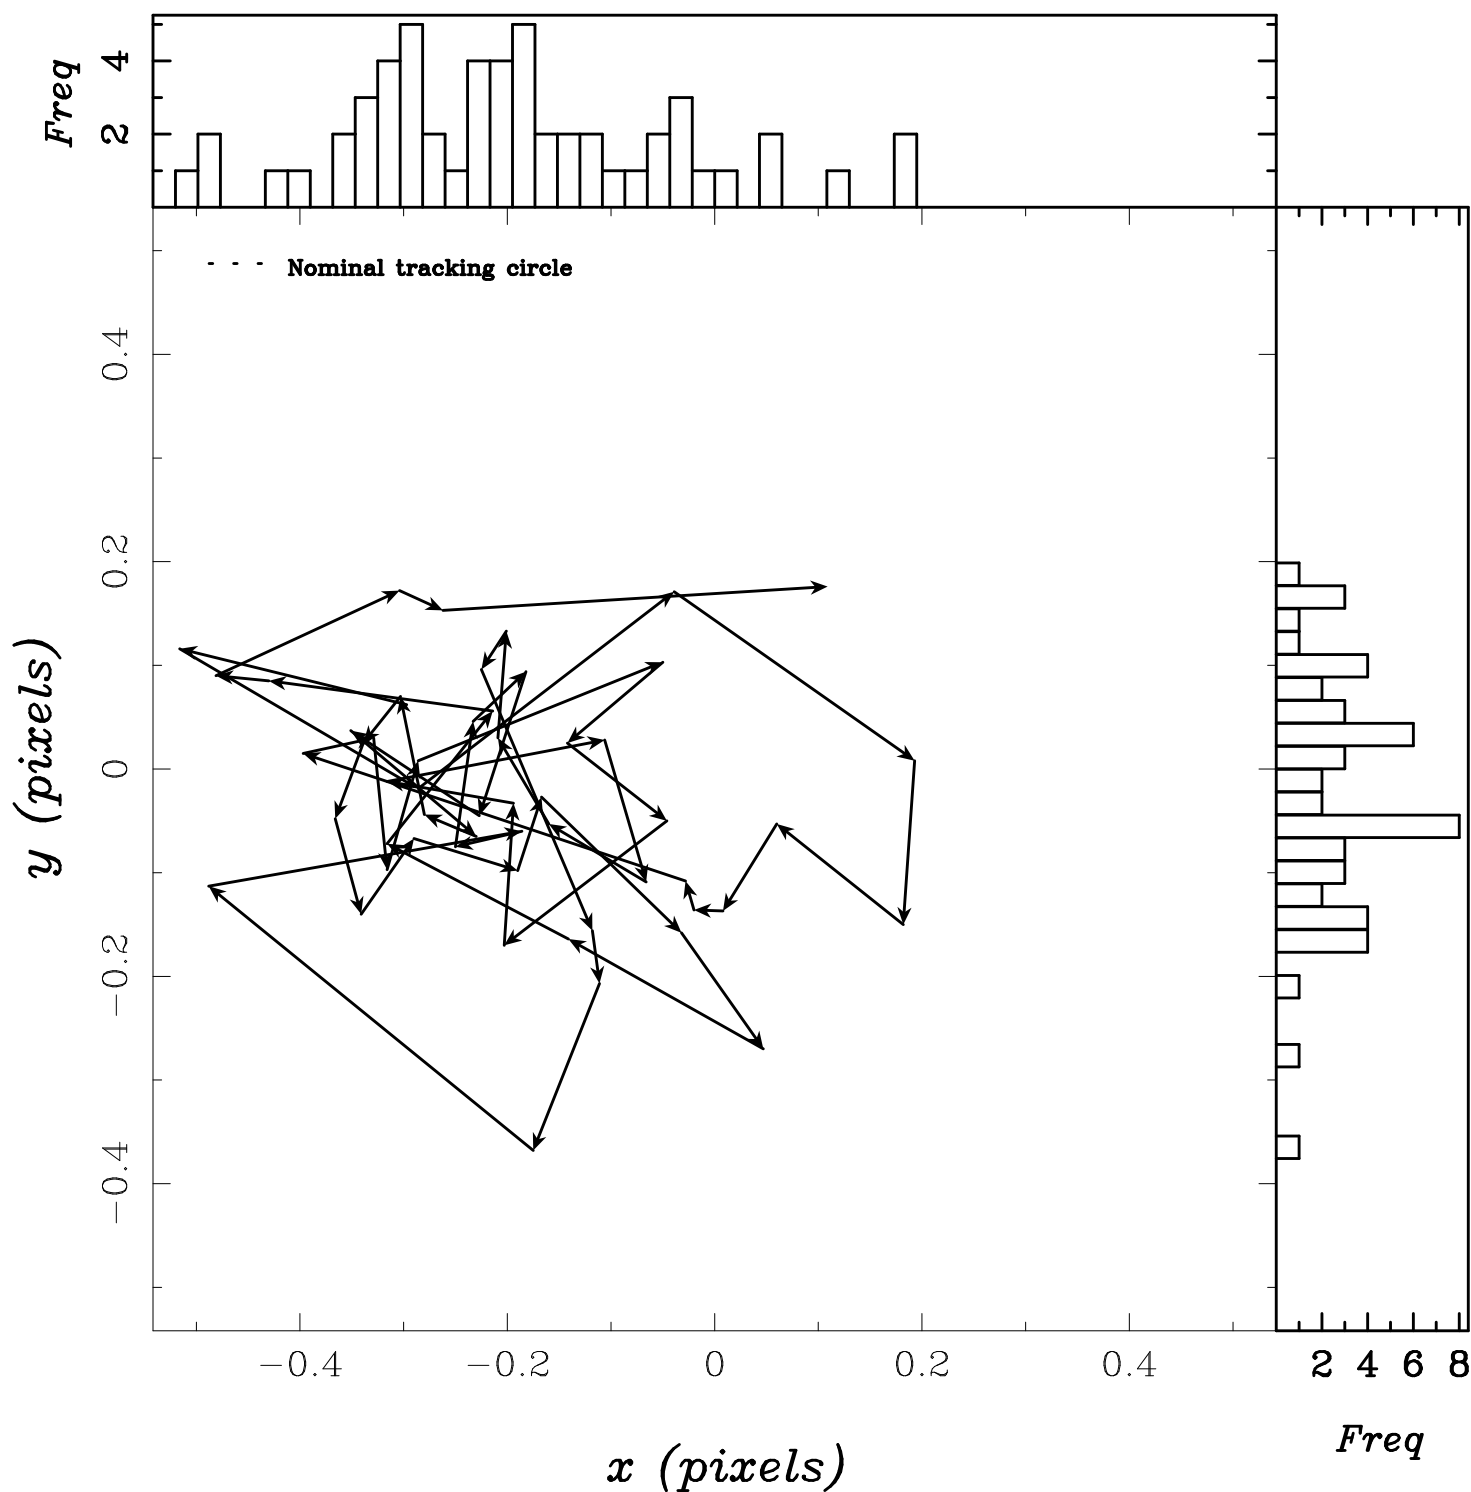 Freq
4
2
- - - Nominal tracking circle
0.4
0.2
0
−0.2
−0.4
y (pixels)
−0.4 −0.2 0 0.2 0.4
2 4 6 8
x (pixels)
Freq